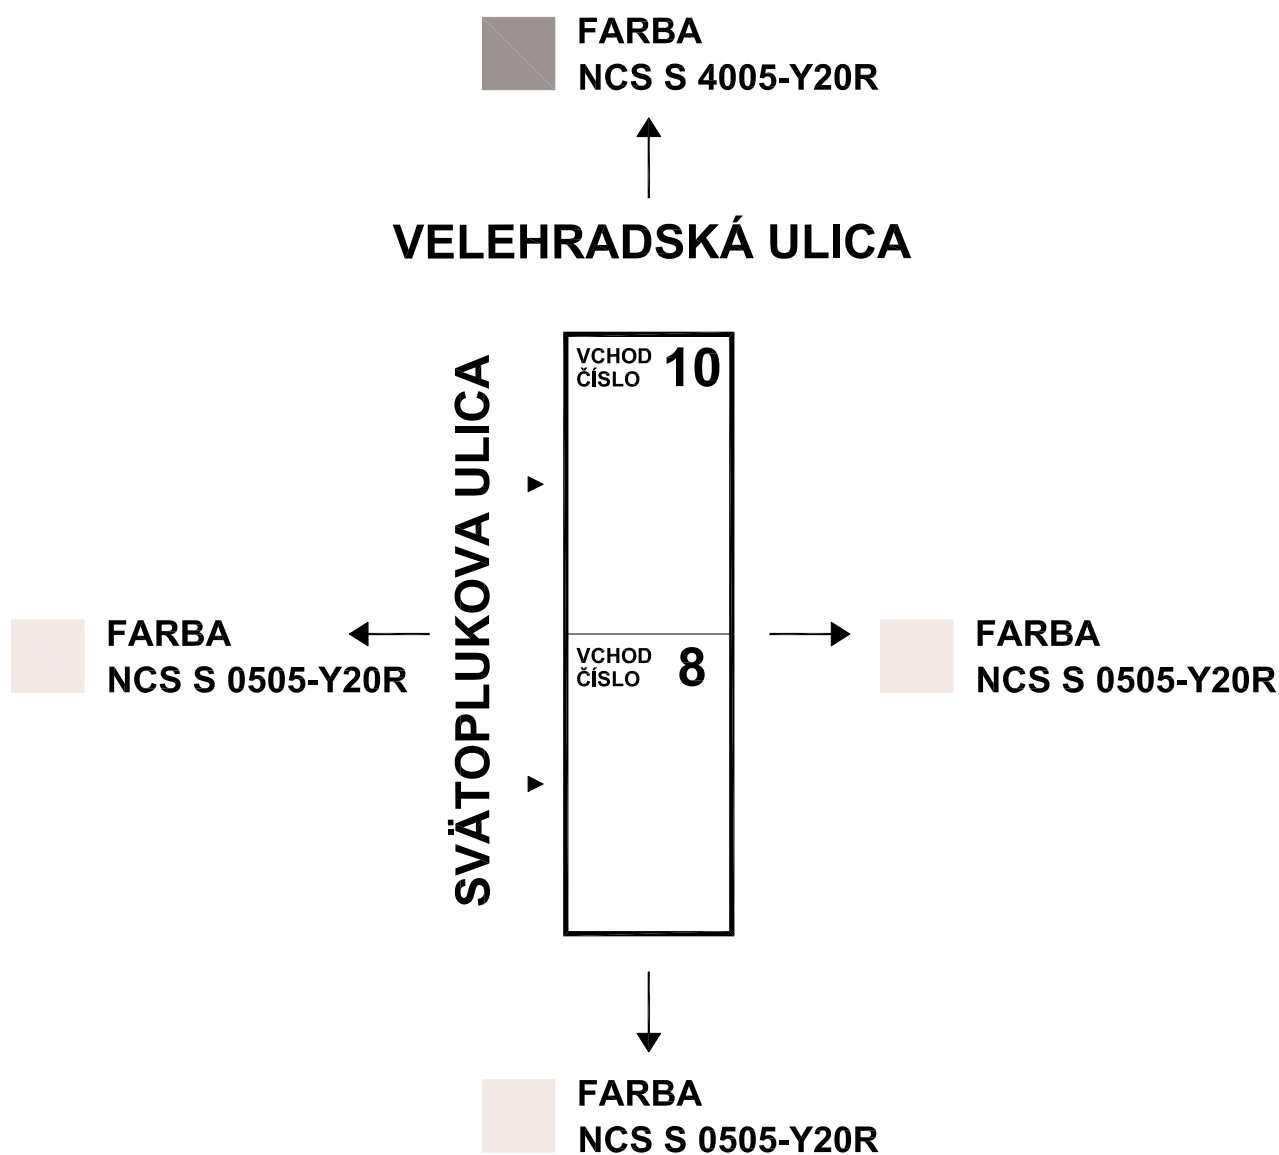 FARBA
NCS S 4005-Y20R
VELEHRADSKÁ ULICA
SVÄTOPLUKOVA ULICA
VCHOD
ČÍSLO
10
FARBA
NCS S 0505-Y20R
VCHOD
ČÍSLO
8
FARBA
NCS S 0505-Y20R
FARBA
NCS S 0505-Y20R